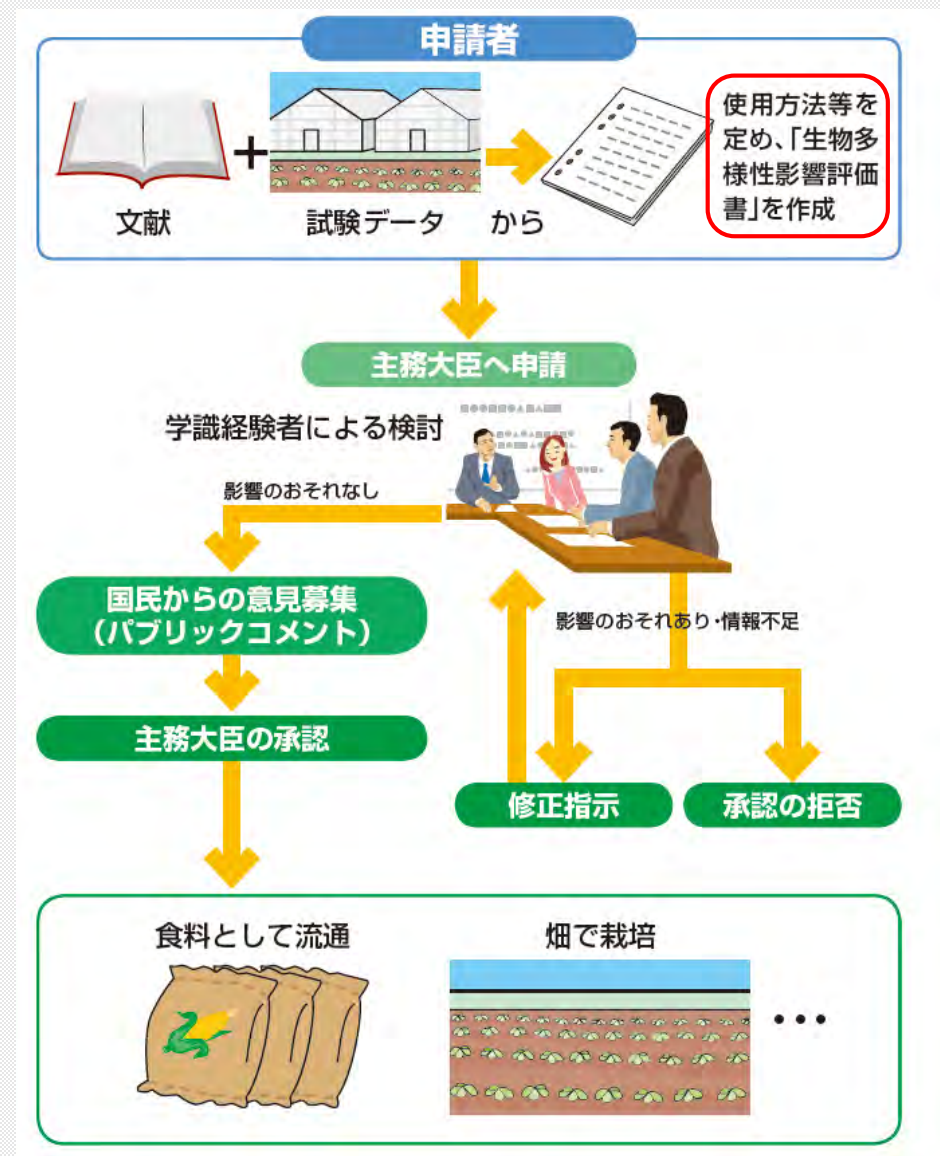 申請者
使用方法等を
定め、「生物多
様性影響評価
書」を作成
+
文献
試験データ
から
主務大臣へ申請
学識経験者による検討
影響のおそれなし
国民からの意見募集
(パブリックコメント)
影響のおそれあり・情報不足
主務大臣の承認
修正指示
承認の拒否
食料として流通
畑で栽培
•••